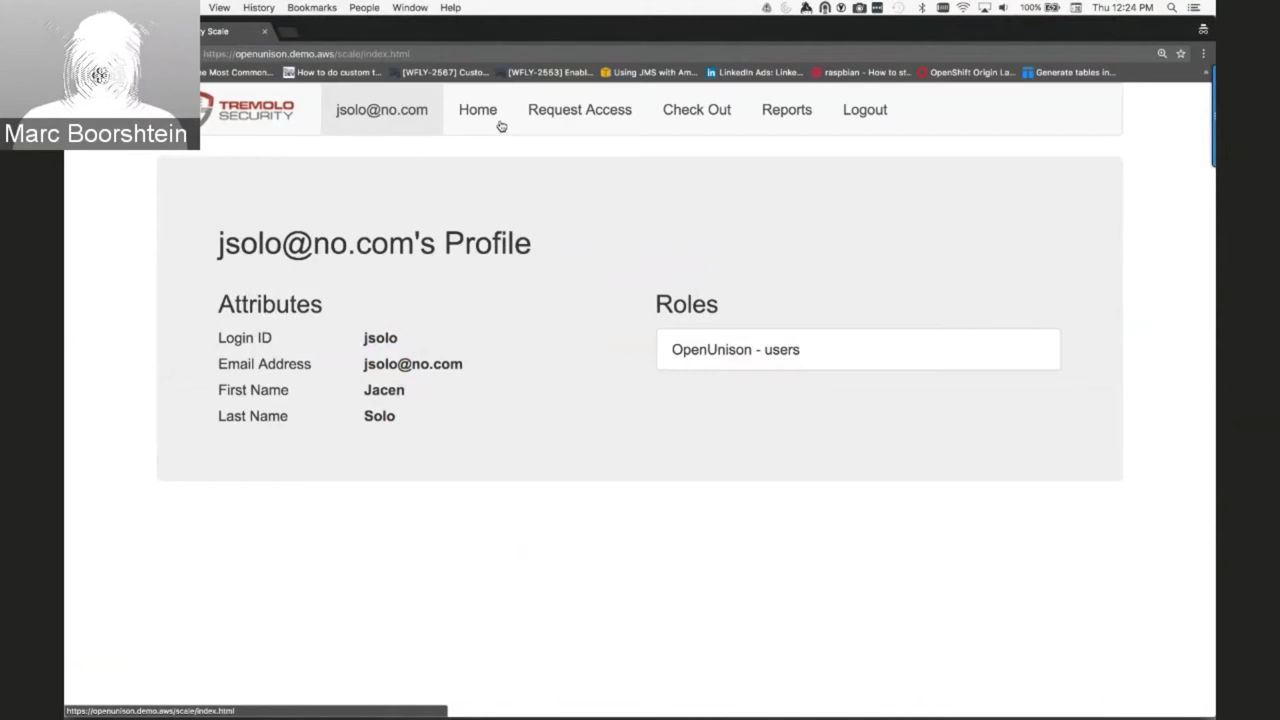 View History Bookmarks People Window Help 100% Thu 12:24 PM
y Scale
https://openunison.demo.aws/scale/index.html
he Most Common... How to do custom t... [WFLY-2567] Custo... [WFLY-2553] Enabl... Using JMS with Am... LinkedIn Ads: Linke... raspbian - How to st... OpenShift Origin La... Generate tables in...
TREMOLO
SECURITY
jsolo@no.com Home Request Access Check Out Reports Logout
Marc Boorshtein
jsolo@no.com's Profile
Attributes
Login ID jsolo
Email Address jsolo@no.com
First Name Jacen
Last Name Solo
Roles
OpenUnison - users
https://openunison.demo.aws/scale/index.html